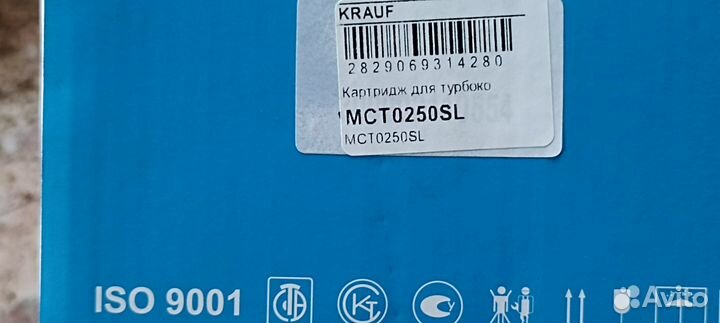 KRAUF
2829069314280
Картридж для турбоко
MCT0250SL
MCT0250SL
ISO 9001
Avito